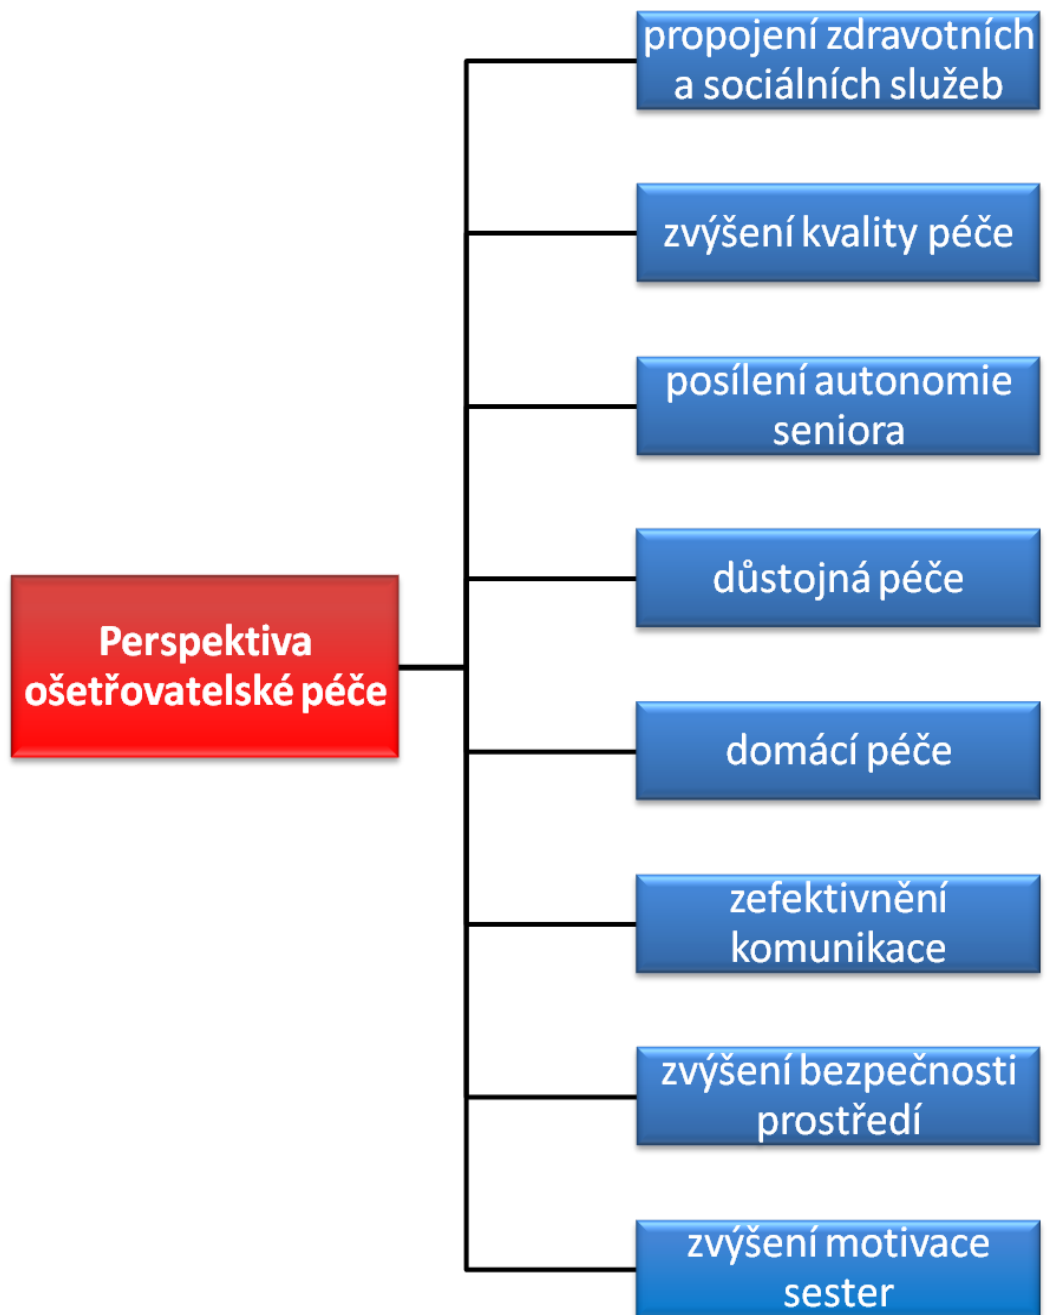 Perspektiva
ošetřovatelské péče
propojení zdravotních
a sociálních služeb
zvýšení kvality péče
posílení autonomie
seniora
důstojná péče
domácí péče
zefektivnění
komunikace
zvýšení bezpečnosti
prostředí
zvýšení motivace
sester